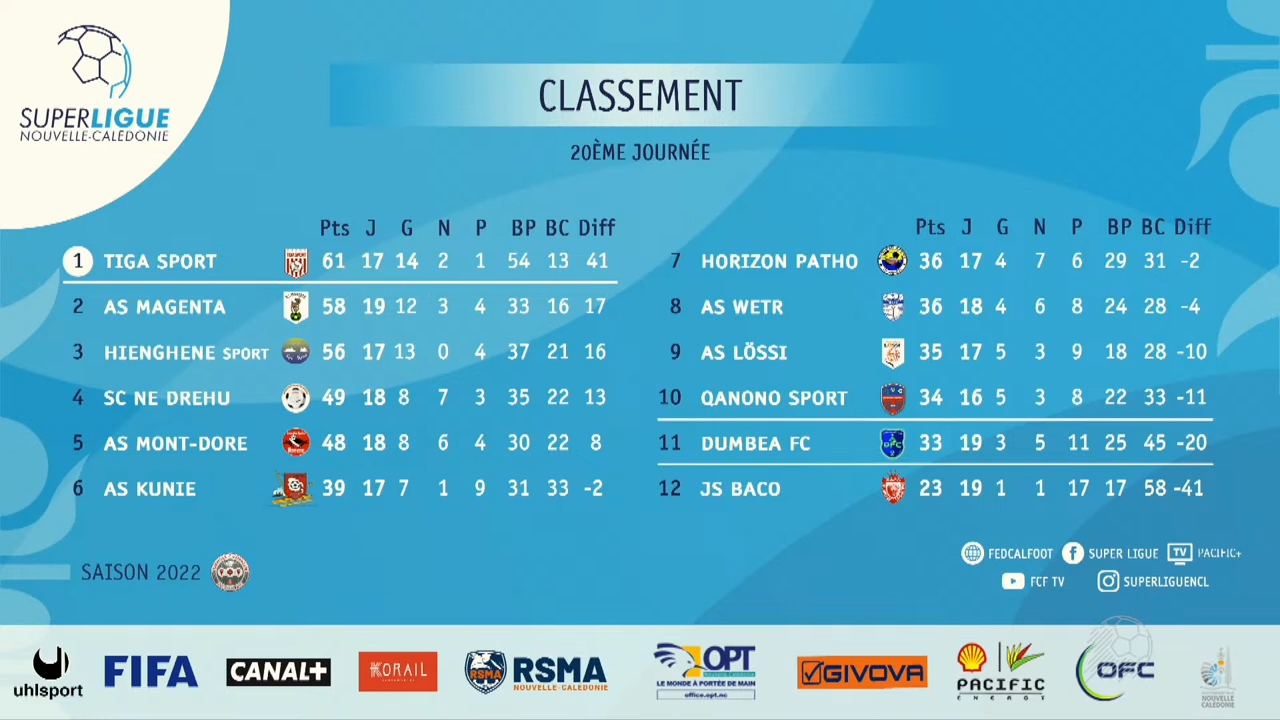 SUPERLIGUE
NOUVELLE-CALÉDONIE
CLASSEMENT
20ÈME JOURNÉE
Pts J G N P BP BC Diff
1 TIGA SPORT 61 17 14 2 1 54 13 41
2 AS MAGENTA 58 19 12 3 4 33 16 17
3 HIENGHENE SPORT 56 17 13 0 4 37 21 16
4 SC NE DREHU 49 18 8 7 3 35 22 13
5 AS MONT-DORE 48 18 8 6 4 30 22 8
6 AS KUNIE 39 17 7 1 9 31 33 -2
Pts J G N P BP BC Diff
7 HORIZON PATHO 36 17 4 7 6 29 31 -2
8 AS WETR 36 18 4 6 8 24 28 -4
9 AS LÖSSI 35 17 5 3 9 18 28 -10
10 QANONO SPORT 34 16 5 3 8 22 33 -11
11 DUMBEA FC 33 19 3 5 11 25 45 -20
12 JS BACO 23 19 1 1 17 17 58 -41
SAISON 2022
FEDCALFOOT SUPER LIGUE TV PACIFIC+
FCF TV SUPERLIGUENCL
uhlsport
FIFA
CANAL+
KORAIL
RSMA
RSMA
NOUVELLE-CALEDONIE
OPT
LE MONDE À PORTÉE DE MAIN
office.opt.nc
GIVOVA
PACIFIC
ENERGY
OFC
NOUVELLE
CALÉDONIE